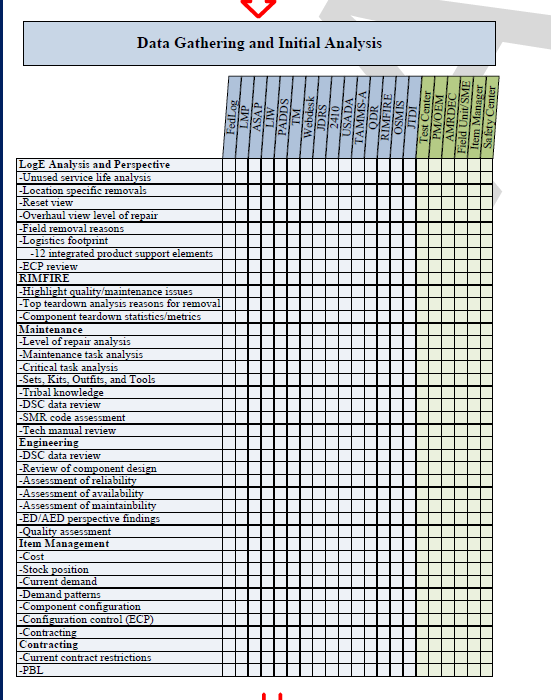 Data Gathering and Initial Analysis
FedLog
LMP
ASAP
LIW
PADDS
TM
Webdesk
JDRS
2410
USADA
TAMMS-A
QDR
RIMFIRE
OSMIS
JTDI
Test Center
PM/OEM
AMRDEC
Field Unit/SME
Item Manager
Safety Center
LogE Analysis and Perspective
-Unused service life analysis
-Location specific removals
-Reset view
-Overhaul view level of repair
-Field removal reasons
-Logistics footprint
-12 integrated product support elements
-ECP review
RIMFIRE
-Highlight quality/maintenance issues
-Top teardown analysis reasons for removal
-Component teardown statistics/metrics
Maintenance
-Level of repair analysis
-Maintenance task analysis
-Critical task analysis
-Sets, Kits, Outfits, and Tools
-Tribal knowledge
-DSC data review
-SMR code assessment
-Tech manual review
Engineering
-DSC data review
-Review of component design
-Assessment of reliability
-Assessment of availability
-Assessment of maintainbility
-ED/AED perspective findings
-Quality assessment
Item Management
-Cost
-Stock position
-Current demand
-Demand patterns
-Component configuration
-Configuration control (ECP)
-Contracting
Contracting
-Current contract restrictions
-PBL